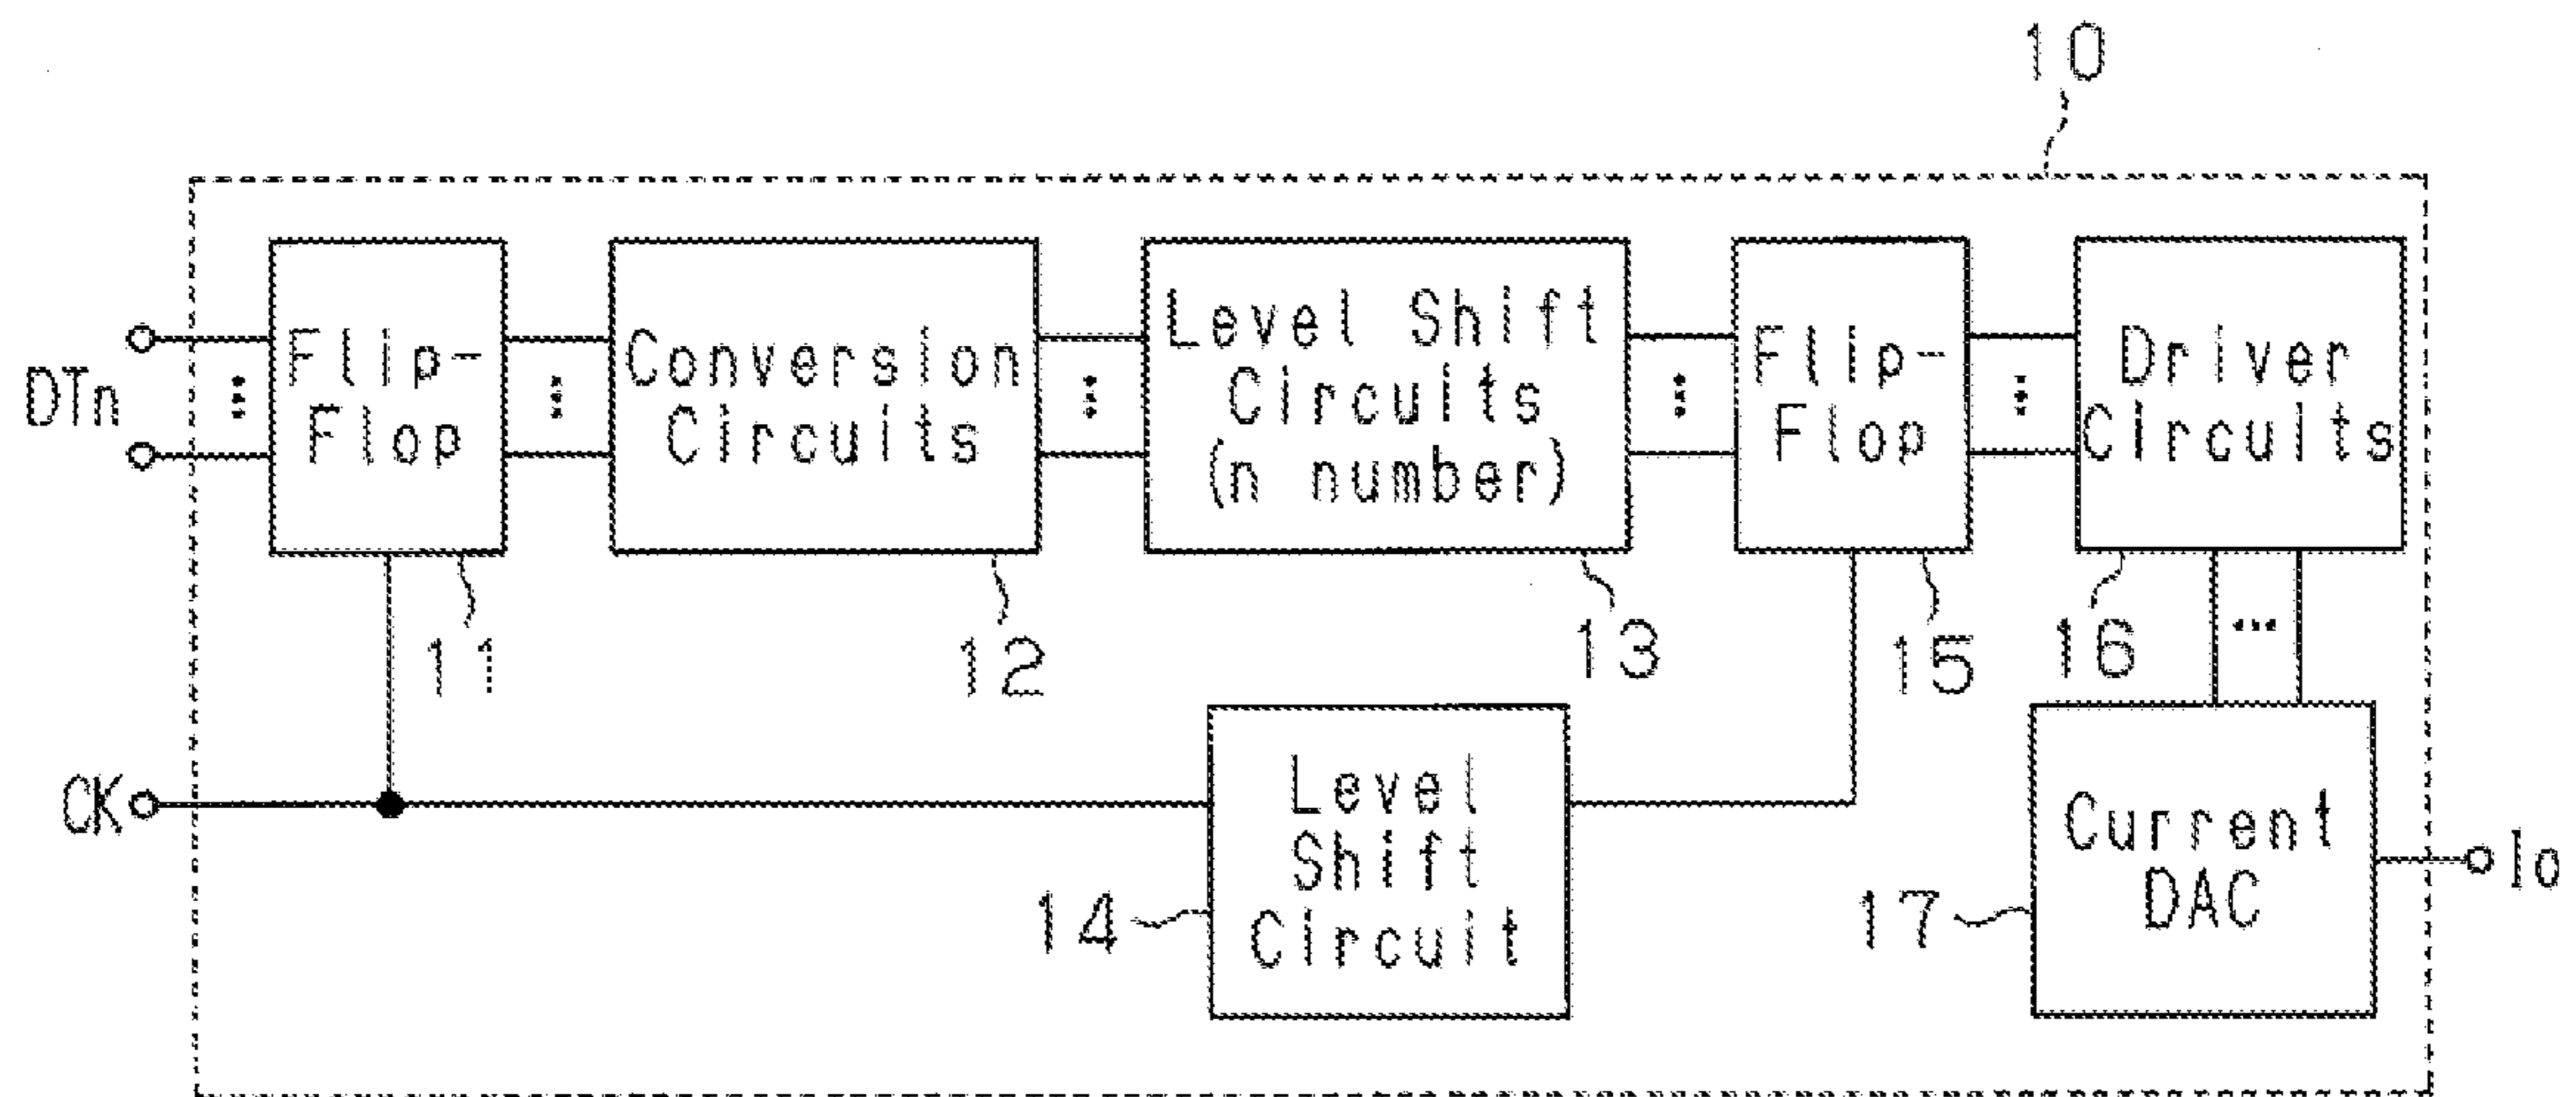 10
DTn
Flip-
Flop
11
Conversion
Circuits
12
Level Shift
Circuits
(n number)
13
Flip-
Flop
15
Driver
Circuits
16
CK
Level
Shift
Circuit
14
Current
DAC
17
Io